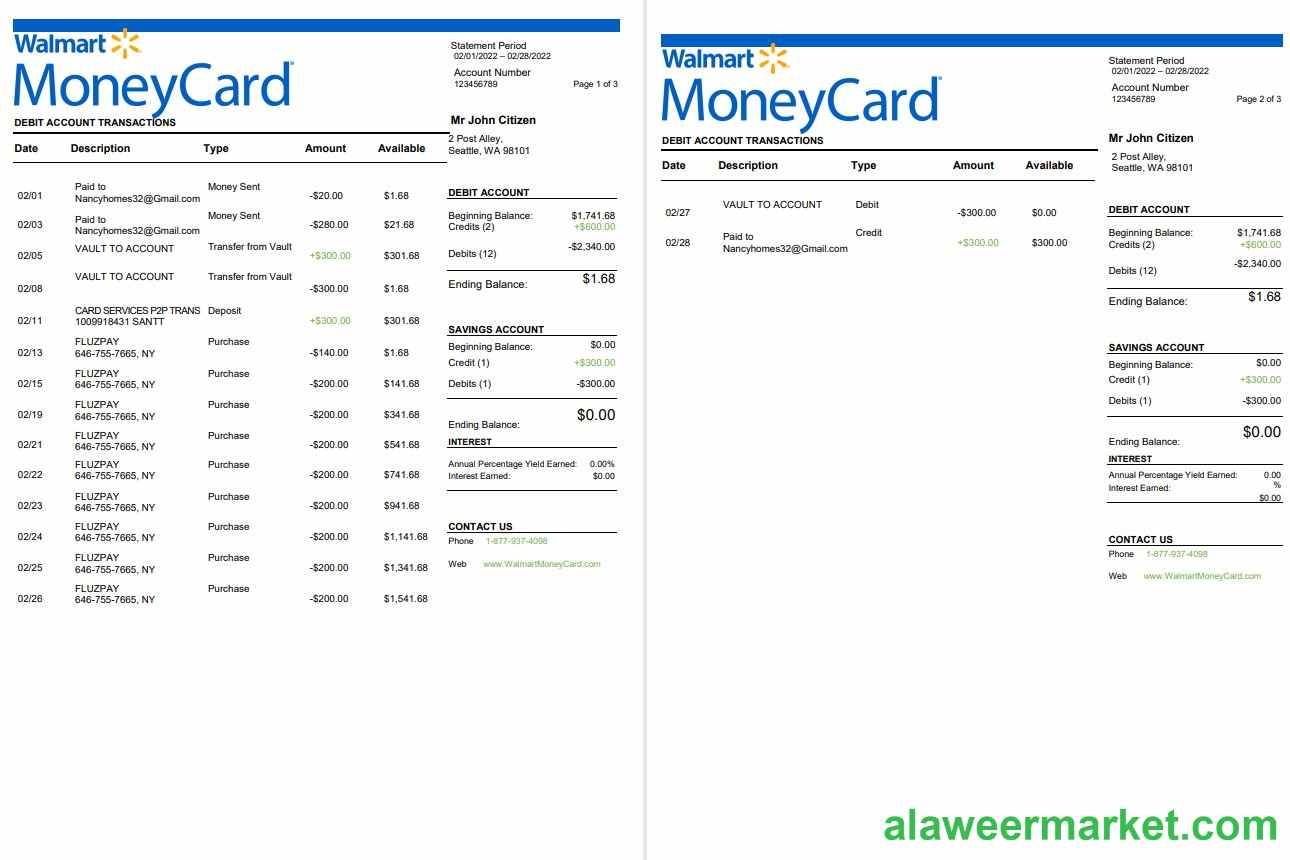 Walmart
MoneyCard
Statement Period
02/01/2022 – 02/28/2022
Account Number
123456789 Page 1 of 3
DEBIT ACCOUNT TRANSACTIONS
Mr John Citizen
2 Post Alley,
Seattle, WA 98101
Date Description Type Amount Available
02/01 Paid to Nancyhomes32@Gmail.com Money Sent -$20.00 $1.68
02/03 Paid to Nancyhomes32@Gmail.com Money Sent -$280.00 $21.68
02/05 VAULT TO ACCOUNT Transfer from Vault +$300.00 $301.68
02/08 VAULT TO ACCOUNT Transfer from Vault -$300.00 $1.68
02/11 CARD SERVICES P2P TRANS 1009918431 SANTT Deposit +$300.00 $301.68
02/13 FLUZPAY 646-755-7665, NY Purchase -$140.00 $1.68
02/15 FLUZPAY 646-755-7665, NY Purchase -$200.00 $141.68
02/19 FLUZPAY 646-755-7665, NY Purchase -$200.00 $341.68
02/21 FLUZPAY 646-755-7665, NY Purchase -$200.00 $541.68
02/22 FLUZPAY 646-755-7665, NY Purchase -$200.00 $741.68
02/23 FLUZPAY 646-755-7665, NY Purchase -$200.00 $941.68
02/24 FLUZPAY 646-755-7665, NY Purchase -$200.00 $1,141.68
02/25 FLUZPAY 646-755-7665, NY Purchase -$200.00 $1,341.68
02/26 FLUZPAY 646-755-7665, NY Purchase -$200.00 $1,541.68
DEBIT ACCOUNT
Beginning Balance: $1,741.68
Credits (2) +$600.00
Debits (12) -$2,340.00
Ending Balance: $1.68
SAVINGS ACCOUNT
Beginning Balance: $0.00
Credit (1) +$300.00
Debits (1) -$300.00
Ending Balance: $0.00
INTEREST
Annual Percentage Yield Earned: 0.00%
Interest Earned: $0.00
CONTACT US
Phone 1-877-937-4098
Web www.WalmartMoneyCard.com
Walmart
MoneyCard
Statement Period
02/01/2022 – 02/28/2022
Account Number
123456789 Page 2 of 3
DEBIT ACCOUNT TRANSACTIONS
Mr John Citizen
2 Post Alley,
Seattle, WA 98101
Date Description Type Amount Available
02/27 VAULT TO ACCOUNT Debit -$300.00 $0.00
02/28 Paid to Nancyhomes32@Gmail.com Credit +$300.00 $300.00
DEBIT ACCOUNT
Beginning Balance: $1,741.68
Credits (2) +$600.00
Debits (12) -$2,340.00
Ending Balance: $1.68
SAVINGS ACCOUNT
Beginning Balance: $0.00
Credit (1) +$300.00
Debits (1) -$300.00
Ending Balance: $0.00
INTEREST
Annual Percentage Yield Earned: 0.00
%
Interest Earned:
$0.00
CONTACT US
Phone 1-877-937-4098
Web www.WalmartMoneyCard.com
alaweermarket.com